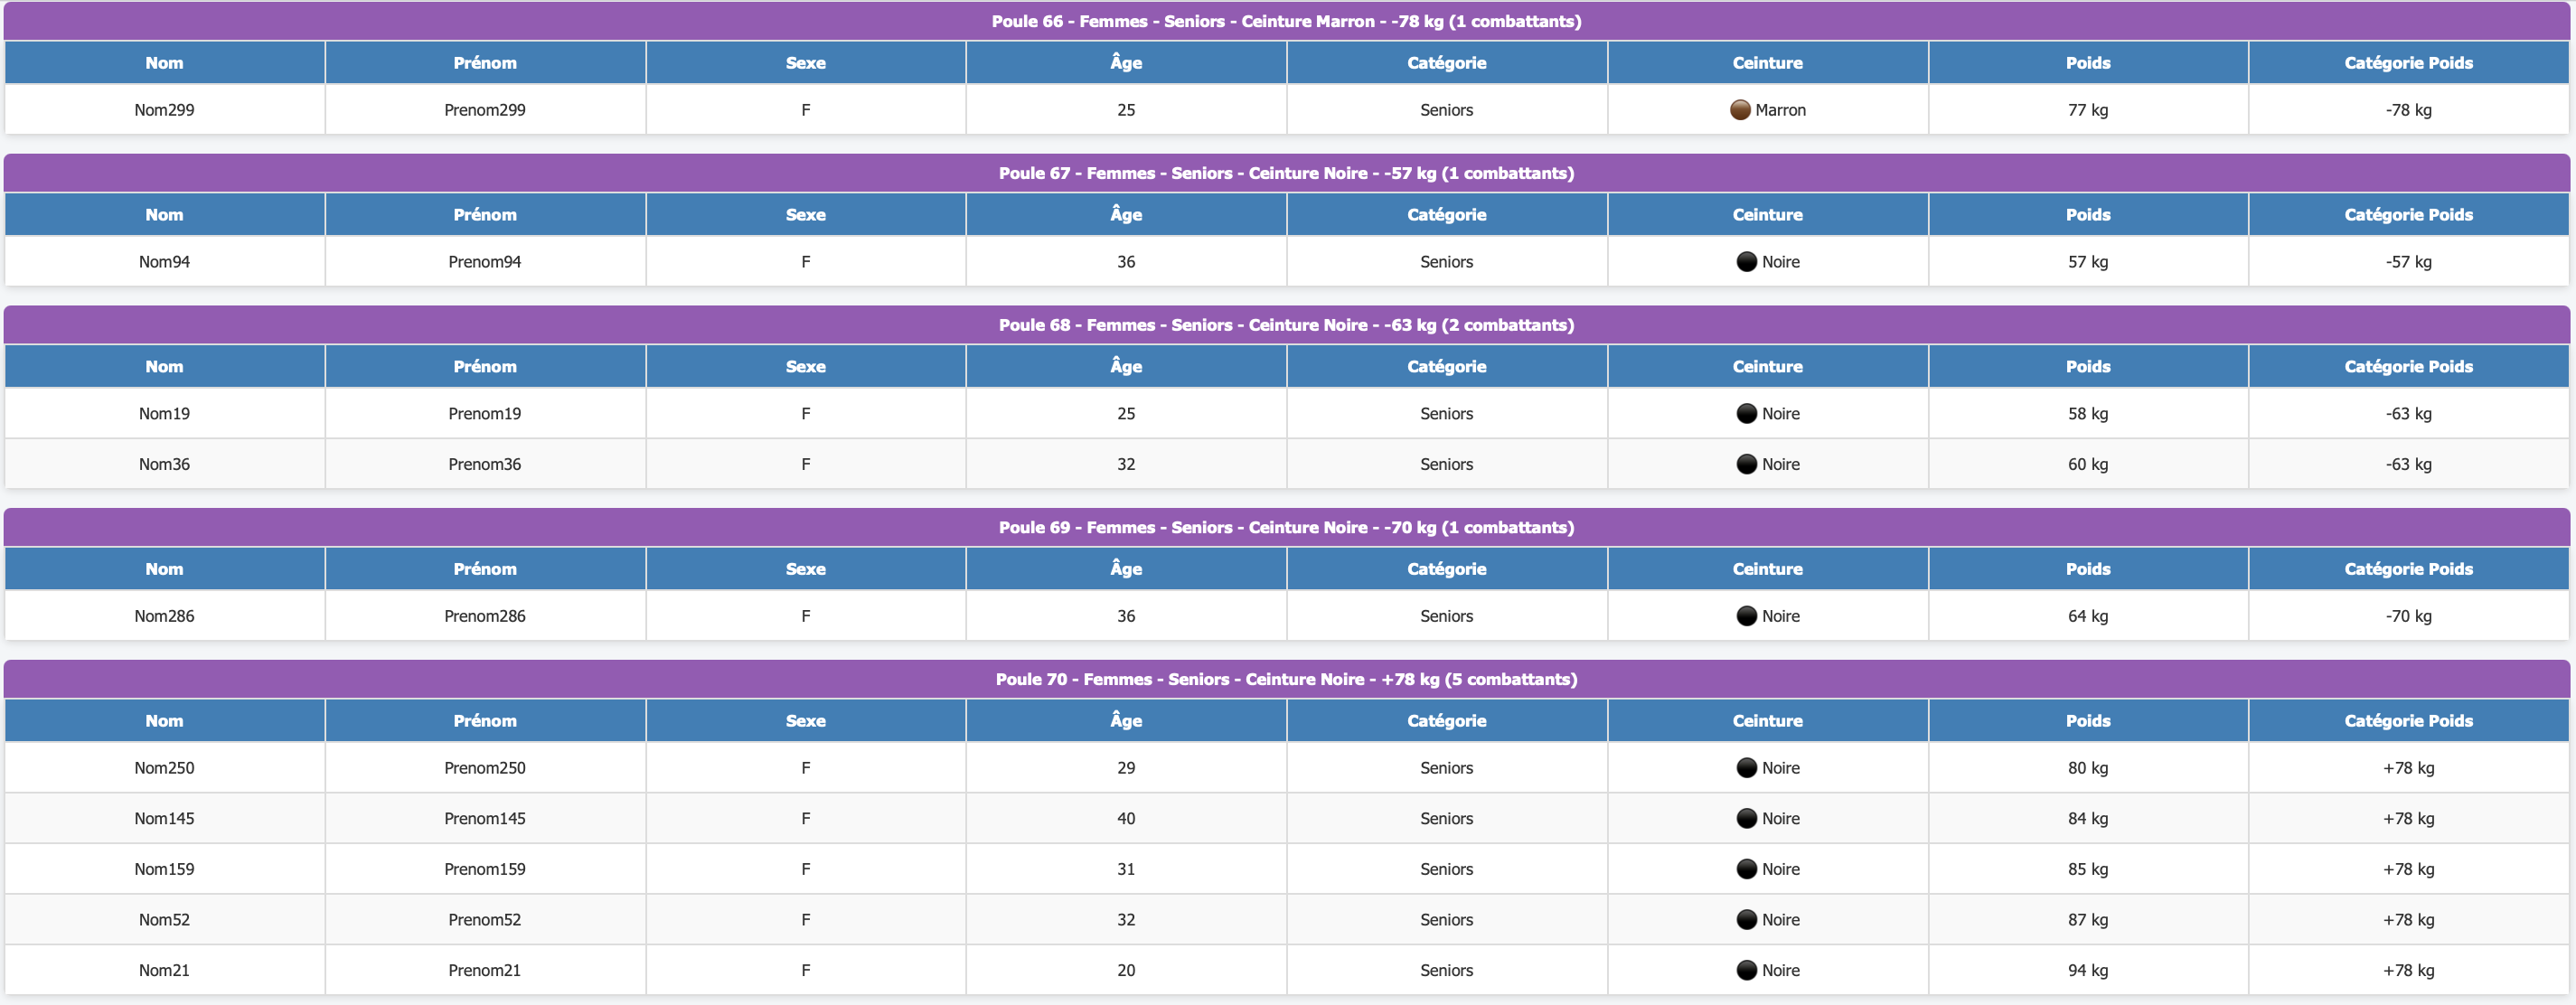 Poule 66 - Femmes - Seniors - Ceinture Marron - -78 kg (1 combattants)
Nom Prénom Sexe Âge Catégorie Ceinture Poids Catégorie Poids
Nom299 Prenom299 F 25 Seniors Marron 77 kg -78 kg
Poule 67 - Femmes - Seniors - Ceinture Noire - -57 kg (1 combattants)
Nom Prénom Sexe Âge Catégorie Ceinture Poids Catégorie Poids
Nom94 Prenom94 F 36 Seniors Noire 57 kg -57 kg
Poule 68 - Femmes - Seniors - Ceinture Noire - -63 kg (2 combattants)
Nom Prénom Sexe Âge Catégorie Ceinture Poids Catégorie Poids
Nom19 Prenom19 F 25 Seniors Noire 58 kg -63 kg
Nom36 Prenom36 F 32 Seniors Noire 60 kg -63 kg
Poule 69 - Femmes - Seniors - Ceinture Noire - -70 kg (1 combattants)
Nom Prénom Sexe Âge Catégorie Ceinture Poids Catégorie Poids
Nom286 Prenom286 F 36 Seniors Noire 64 kg -70 kg
Poule 70 - Femmes - Seniors - Ceinture Noire - +78 kg (5 combattants)
Nom Prénom Sexe Âge Catégorie Ceinture Poids Catégorie Poids
Nom250 Prenom250 F 29 Seniors Noire 80 kg +78 kg
Nom145 Prenom145 F 40 Seniors Noire 84 kg +78 kg
Nom159 Prenom159 F 31 Seniors Noire 85 kg +78 kg
Nom52 Prenom52 F 32 Seniors Noire 87 kg +78 kg
Nom21 Prenom21 F 20 Seniors Noire 94 kg +78 kg